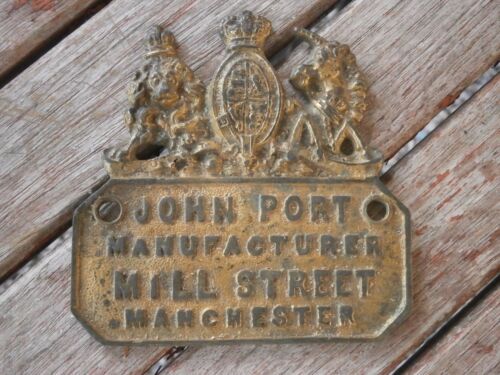 JOHN PORT
MANUFACTURER
MILL STREET
MANCHESTER